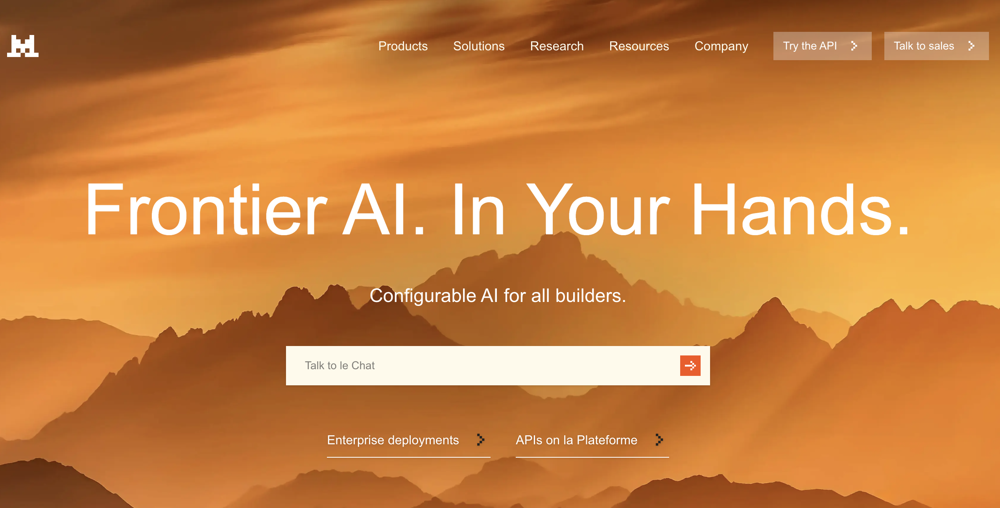 Products Solutions Research Resources Company Try the API Talk to sales
Frontier AI. In Your Hands.
Configurable AI for all builders.
Talk to le Chat
Enterprise deployments APIs on la Plateforme